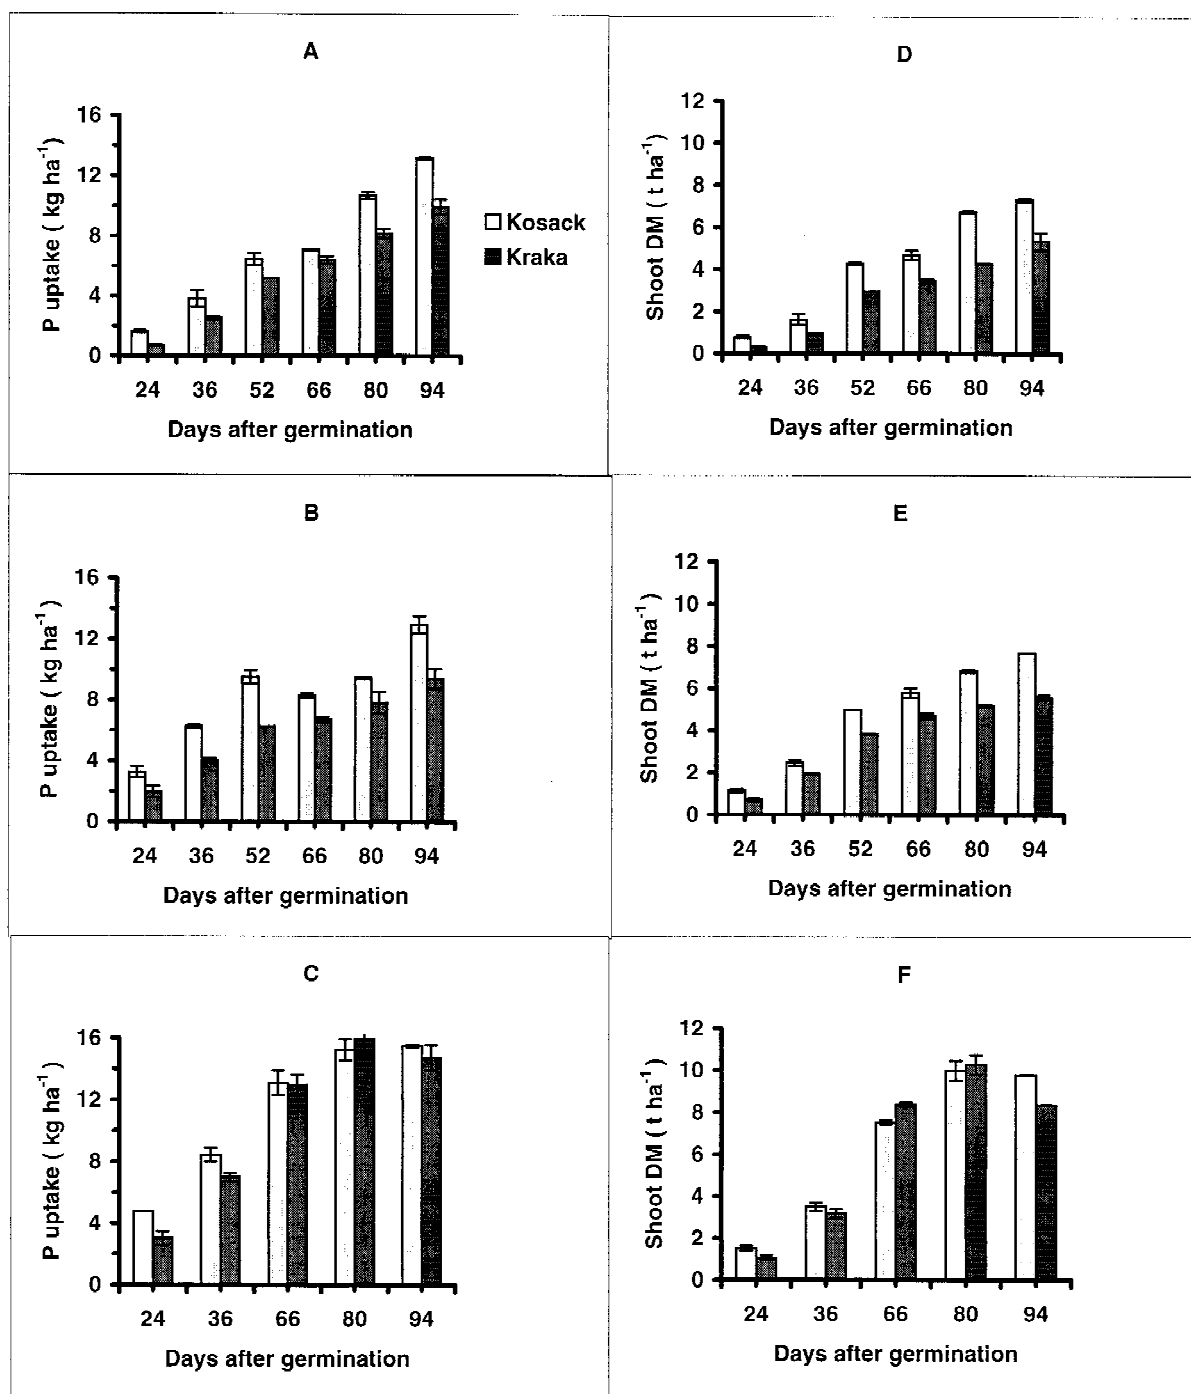 A
P uptake ( kg ha-1)
16
12
8
4
0
24 36 52 66 80 94
Days after germination
Kosack
Kraka
D
Shoot DM ( t ha-1)
12
10
8
6
4
2
0
24 36 52 66 80 94
Days after germination
B
P uptake ( kg ha-1)
16
12
8
4
0
24 36 52 66 80 94
Days after germination
E
Shoot DM ( t ha-1)
12
10
8
6
4
2
0
24 36 52 66 80 94
Days after germination
C
P uptake ( kg ha-1)
16
12
8
4
0
24 36 66 80 94
Days after germination
F
Shoot DM ( t ha-1)
12
10
8
6
4
2
0
24 36 66 80 94
Days after germination